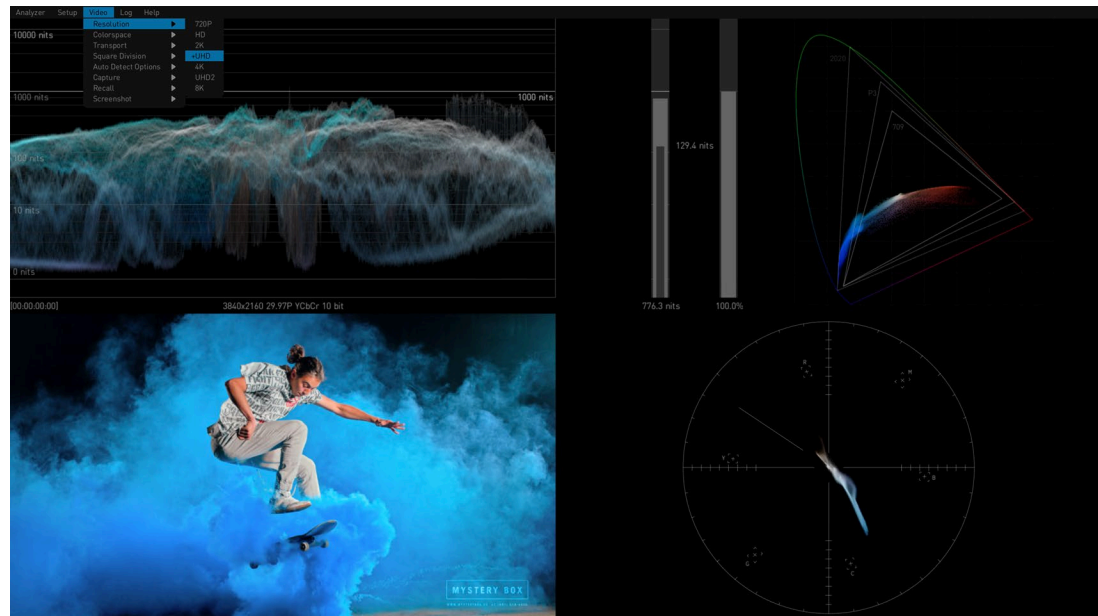 Analyzer Setup Video Log Help
Resolution
Colorspace
Transport
Square Division
Auto Detect Options
Capture
Recall
Screenshot
720P
HD
2K
+UHD
4K
UHD2
8K
10000 nits
1000 nits
1000 nits
100 nits
10 nits
0 nits
[00:00:00:00]
3840x2160 29.97P YCbCr 10 bit
129.4 nits
776.3 nits
100.0%
2020
P3
709
R
M
Y
B
G
C
MYSTERY BOX